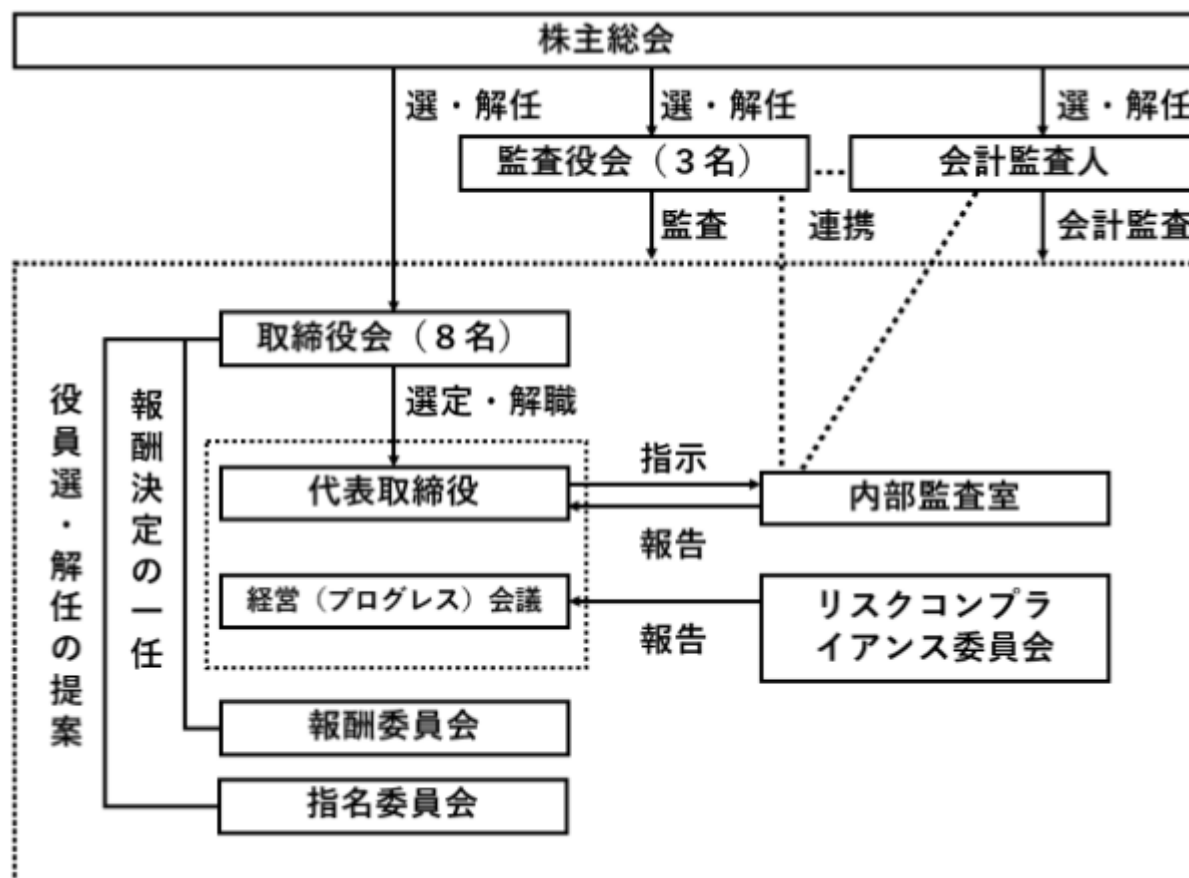 株主総会
選・解任
選・解任
選・解任
監査役会（３名）
…
会計監査人
監査
連携
会計監査
取締役会（８名）
選定・解職
役員選・解任の提案
報酬決定の一任
代表取締役
指示
内部監査室
報告
経営（プログレス）会議
報告
リスクコンプラ
イアンス委員会
報酬委員会
指名委員会